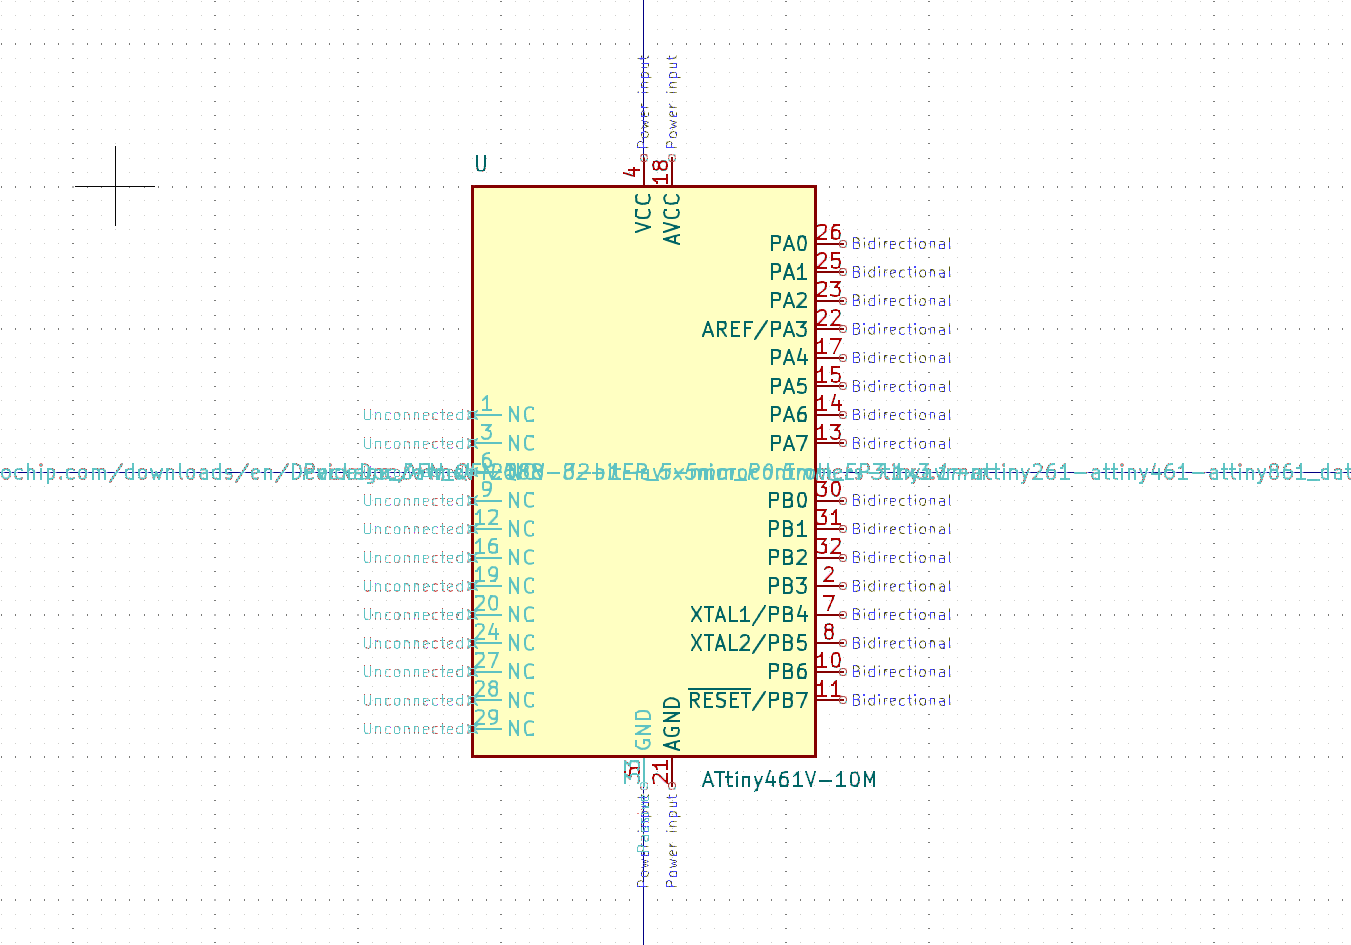 Power input
Power input
U
4
18
VCC
AVCC
PA0 26 Bidirectional
PA1 25 Bidirectional
PA2 23 Bidirectional
AREF/PA3 22 Bidirectional
PA4 17 Bidirectional
PA5 15 Bidirectional
Unconnected 1 NC PA6 14 Bidirectional
Unconnected 3 NC PA7 13 Bidirectional
6
ochip.com/downloads/en/ attiny261-attiny461-attiny861_dat
Unconnected 9 NC PB0 30 Bidirectional
Unconnected 12 NC PB1 31 Bidirectional
Unconnected 16 NC PB2 32 Bidirectional
Unconnected 19 NC PB3 2 Bidirectional
Unconnected 20 NC XTAL1/PB4 7 Bidirectional
Unconnected 24 NC XTAL2/PB5 8 Bidirectional
Unconnected 27 NC PB6 10 Bidirectional
Unconnected 28 NC RESET/PB7 11 Bidirectional
Unconnected 29 NC
GND
AGND
33
21
ATtiny461V-10M
Power input
Power input